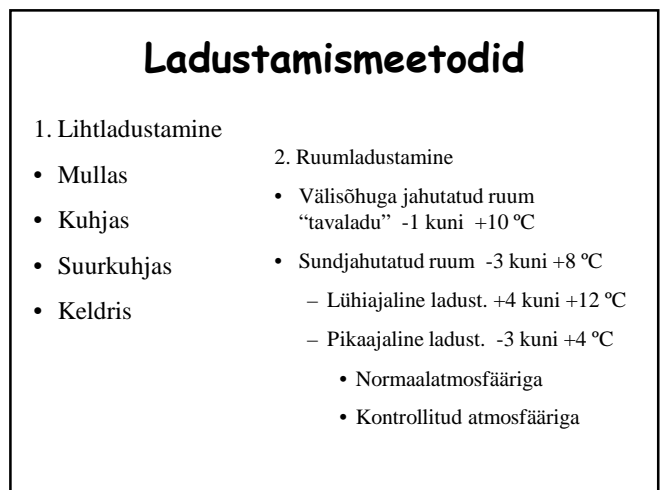 Ladustamismeetodid
1. Lihtladustamine
• Mullas
• Kuhjas
• Suurkuhjas
• Keldris
2. Ruumladustamine
• Välisõhuga jahutatud ruum
“tavaladu” -1 kuni +10 ºC
• Sundjahutatud ruum -3 kuni +8 ºC
– Lühiajaline ladust. +4 kuni +12 ºC
– Pikaajaline ladust. -3 kuni +4 ºC
• Normaalatmosfääriga
• Kontrollitud atmosfääriga